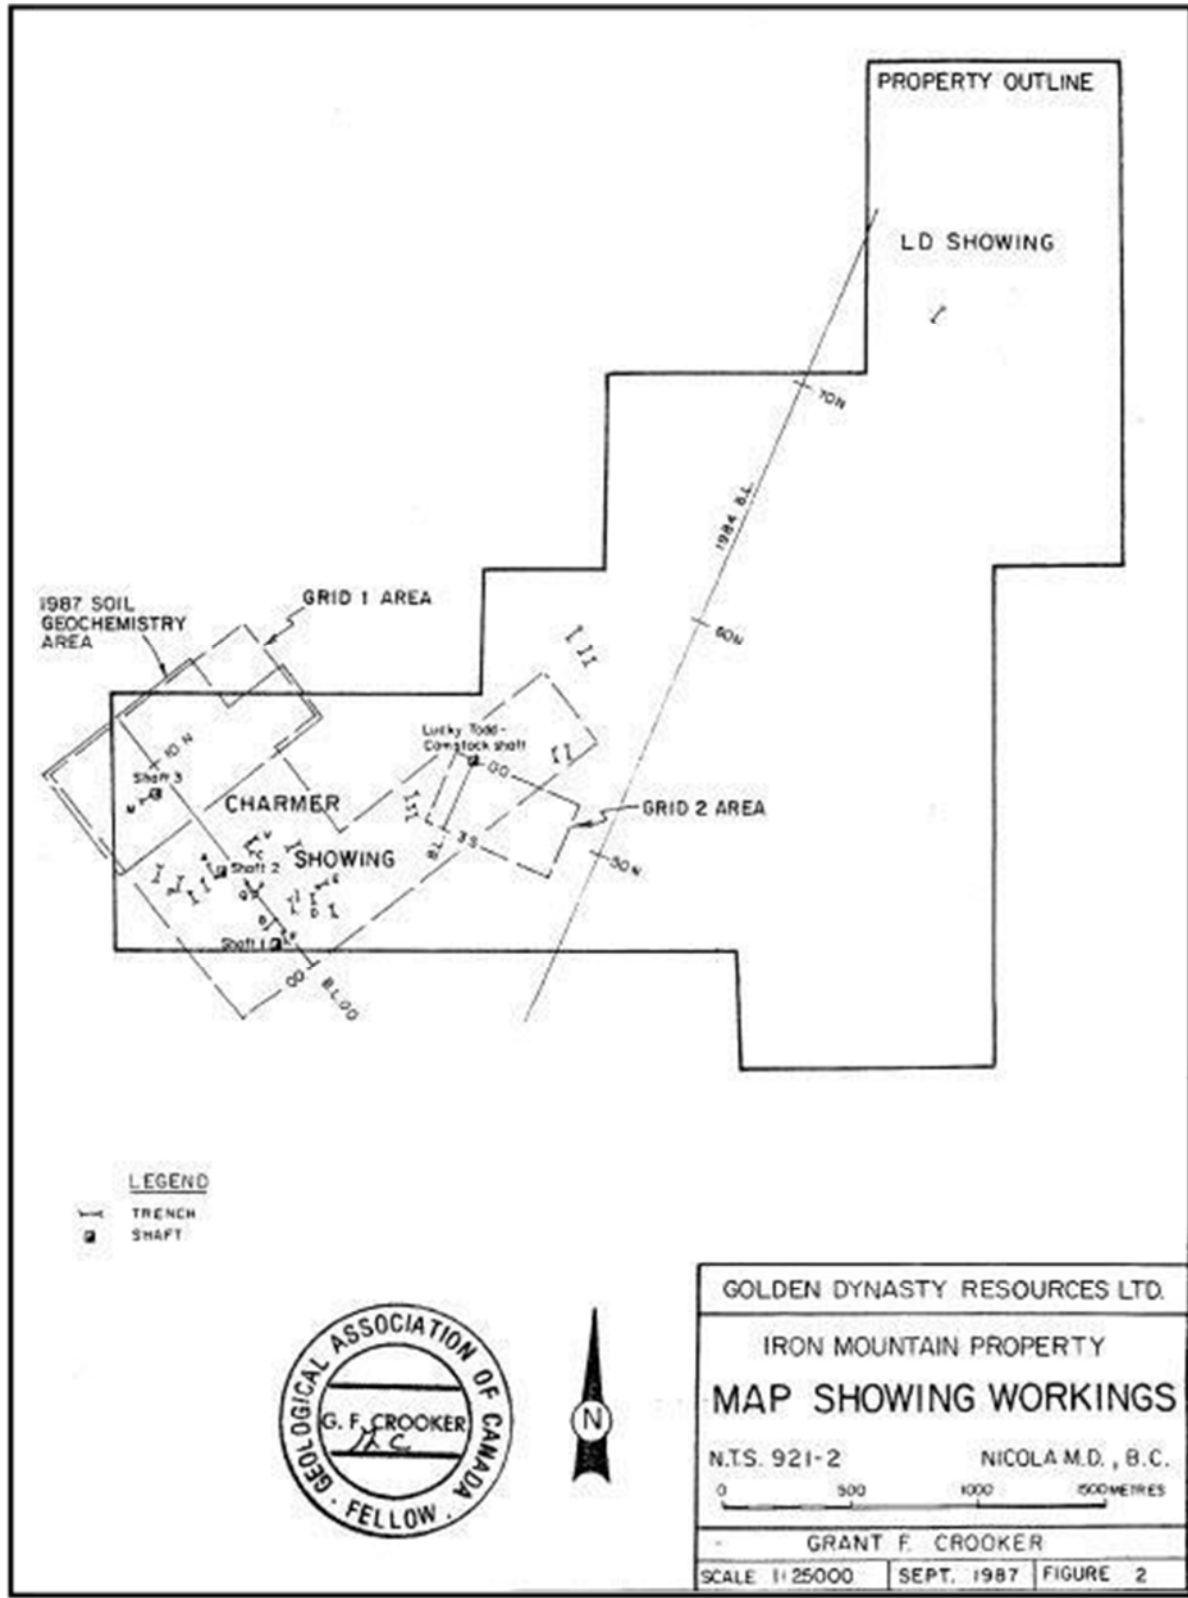 PROPERTY OUTLINE
LD SHOWING
70N
1984 B.L.
60N
GRID 1 AREA
1987 SOIL
GEOCHEMISTRY
AREA
Lucky Todd-
Comstock shaft
00
10 N
Shaft 3
CHARMER
GRID 2 AREA
3S
SHOWING
50N
Shaft 2
Shaft 1
B.L.00
LEGEND
TRENCH
SHAFT
GEOLOGICAL ASSOCIATION OF CANADA
G. F. CROOKER
FELLOW
N
GOLDEN DYNASTY RESOURCES LTD.
IRON MOUNTAIN PROPERTY
MAP SHOWING WORKINGS
N.T.S. 921-2 NICOLA M.D., B.C.
0 500 1000 1500 METRES
GRANT F. CROOKER
SCALE 1:25000 SEPT. 1987 FIGURE 2